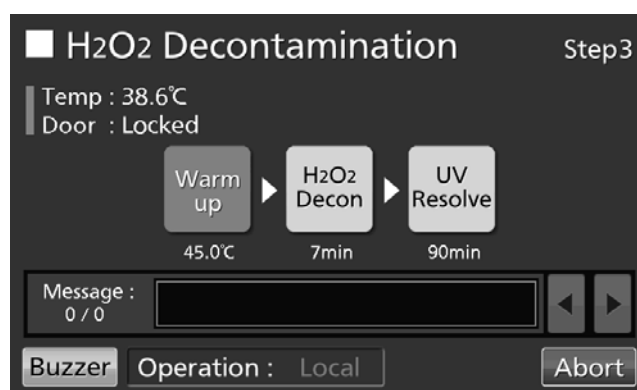 H2O2 Decontamination Step3
Temp : 38.6℃
Door : Locked
Warm up
H2O2 Decon
UV Resolve
45.0℃ 7min 90min
Message :
0 / 0
Buzzer Operation : Local Abort